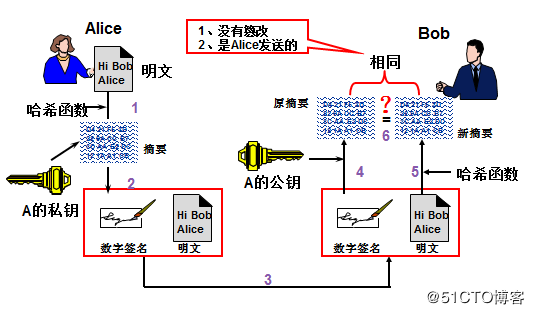 Alice
Hi Bob
Alice
明文
哈希函数
1
摘要
A的私钥
2
Hi Bob
Alice
数字签名
明文
3
1、没有篡改
2、是Alice发送的
Bob
相同
原摘要
?
=
6
新摘要
A的公钥
4
5
哈希函数
Hi Bob
Alice
数字签名
明文
@51CTO博客